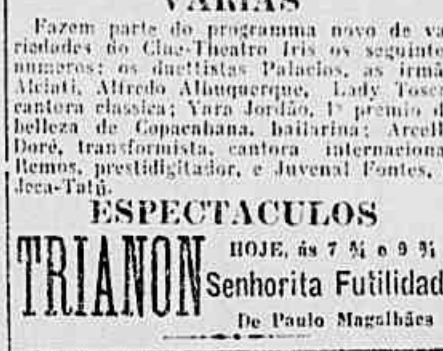 VARIAS
Fazem parte do programma novo de va
riedades do Cine-Theatro Iris os seguinte
numeros: os duettistas Palacios, as irmã
Alciati, Alfredo Albuquerque, Lady Tosca
cantora classica; Yara Jordão, 1º premio d
belleza de Copacabana, bailarina; Arceli
Doré, transformista, cantora internaciona
Remos, prestidigitador, e Juvenal Fontes,
Jeca-Tatú.
ESPECTACULOS
TRIANON
HOJE, ás 7 ¾ e 9 ¾
Senhorita Futilidad
De Paulo Magalhães